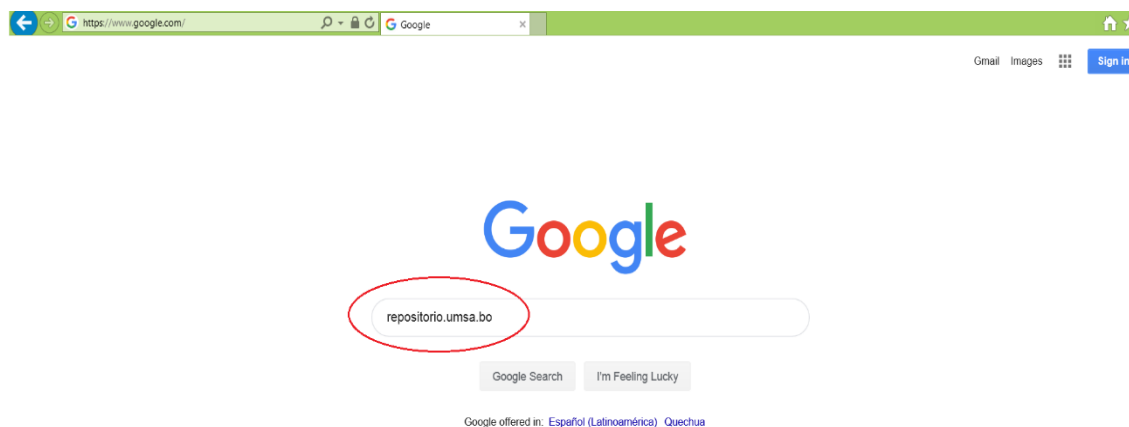 https://www.google.com/ Google
Gmail Images Sign in
Google
repositorio.umsa.bo
Google Search I'm Feeling Lucky
Google offered in: Español (Latinoamérica) Quechua